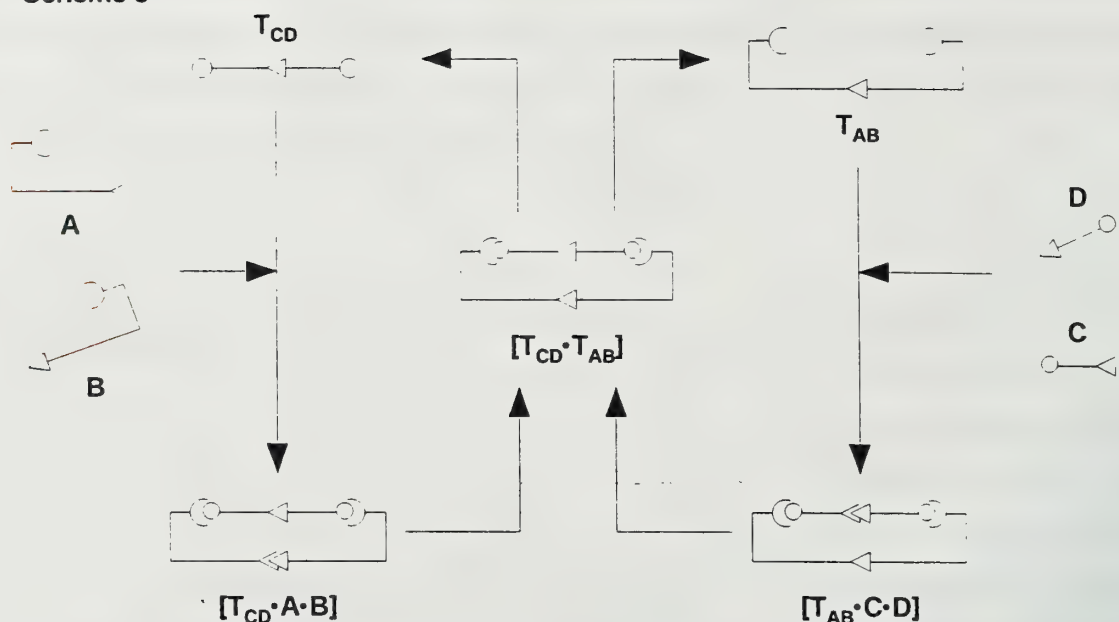 T_CD
T_AB
A
B
D
C
[T_CD•T_AB]
[T_CD•A•B]
[T_AB•C•D]